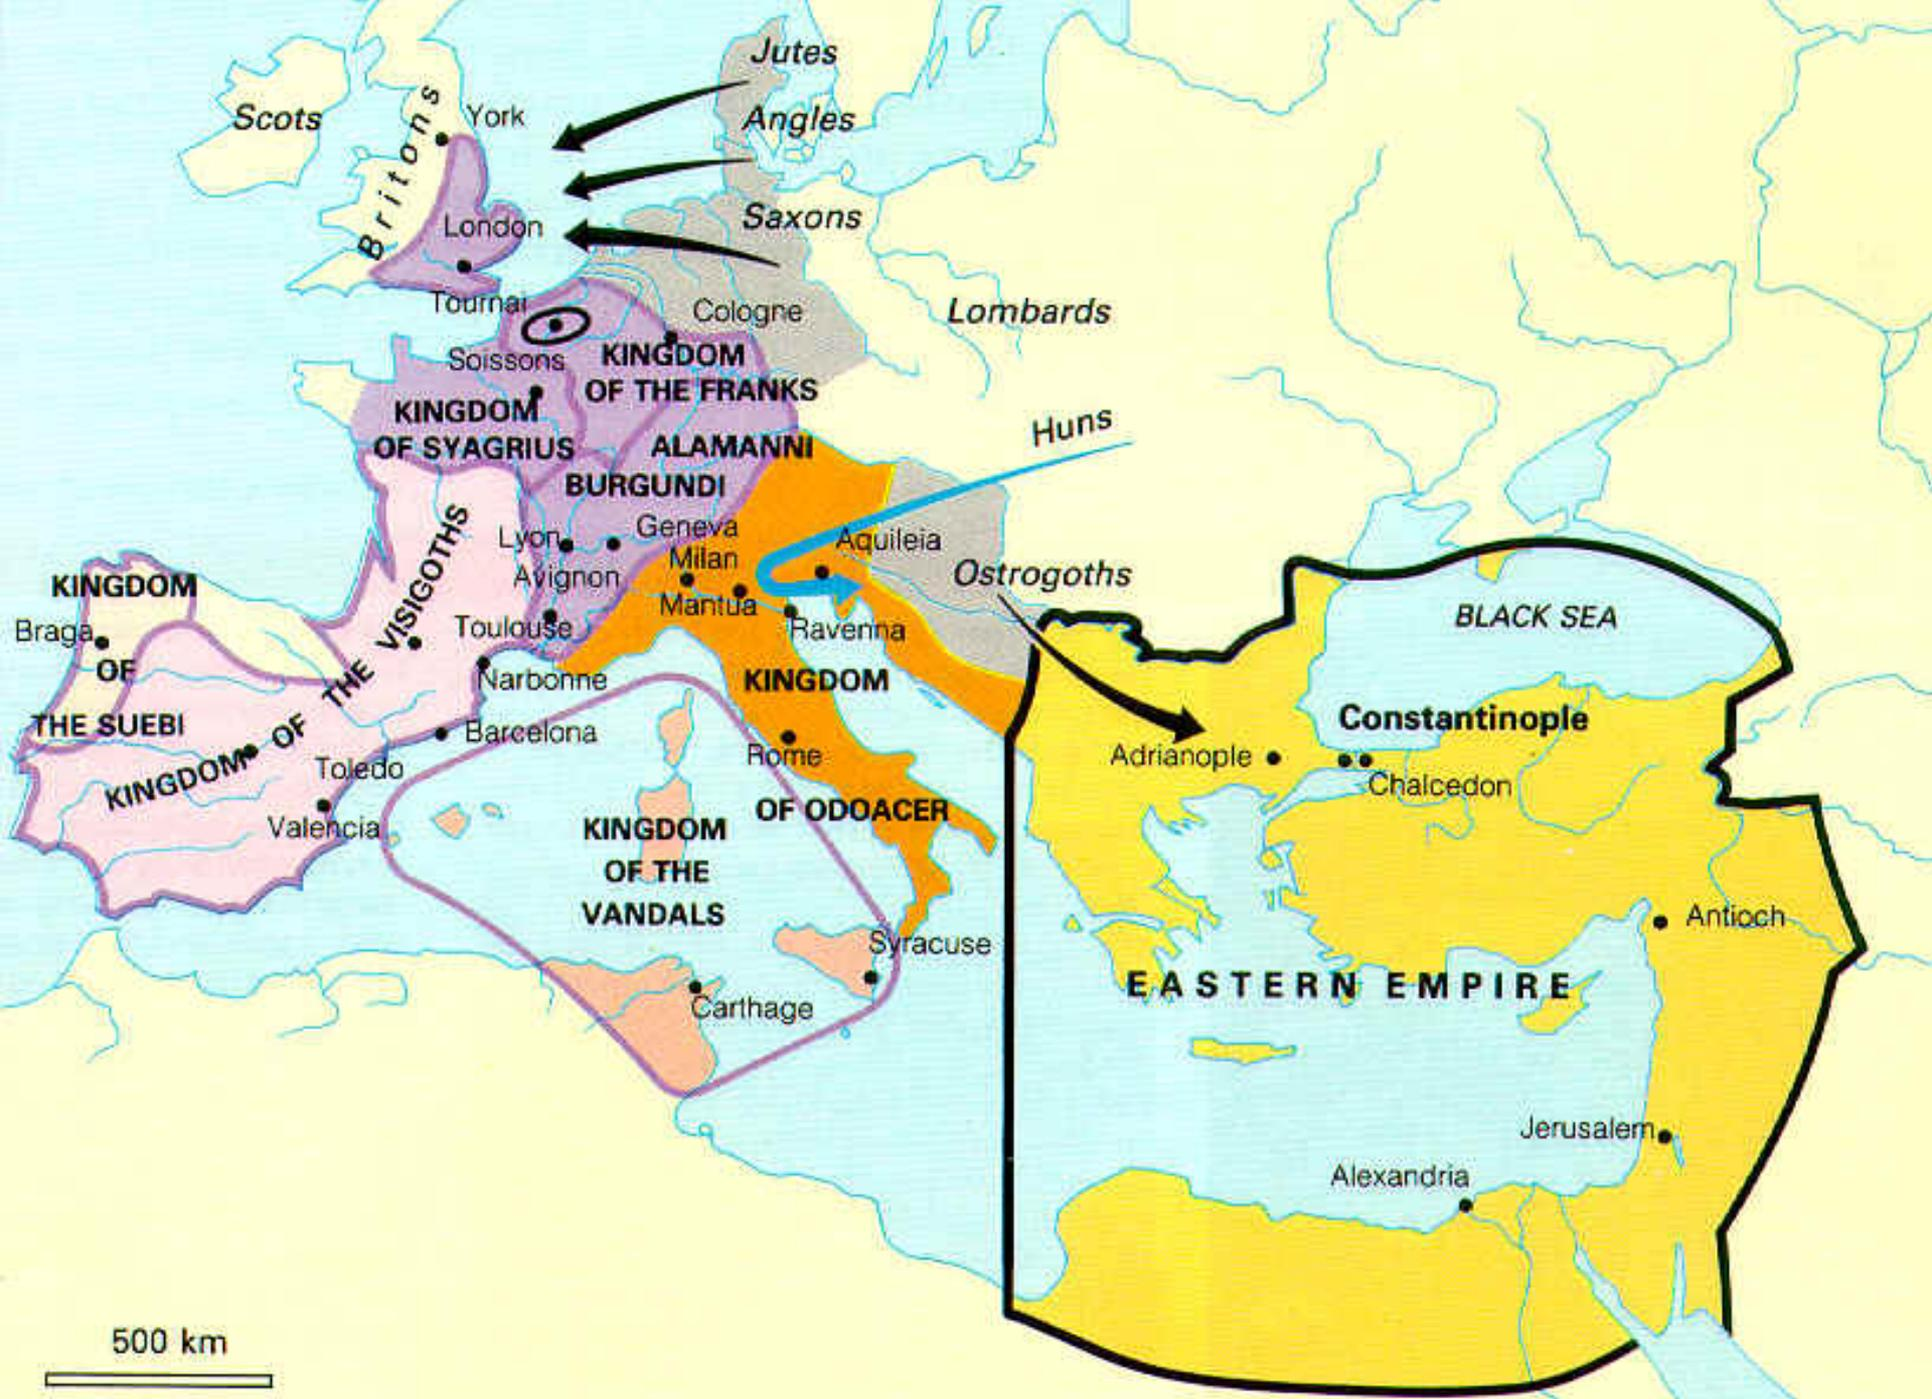 Jutes
Scots
York
Angles
Britons
London
Saxons
Tournai
Cologne
Lombards
Soissons
KINGDOM
OF THE FRANKS
KINGDOM
OF SYAGRIUS
ALAMANNI
Huns
BURGUNDI
Lyon
Geneva
Milan
Aquileia
Avignon
Mantua
Ostrogoths
KINGDOM
OF
THE SUEBI
Braga
Toulouse
Ravenna
BLACK SEA
KINGDOM OF THE VISIGOTHS
Narbonne
KINGDOM
OF ODOACER
Barcelona
Rome
Constantinople
Adrianople
Chalcedon
Toledo
Valencia
KINGDOM
OF THE
VANDALS
Syracuse
Antioch
Carthage
EASTERN EMPIRE
Jerusalem
Alexandria
500 km